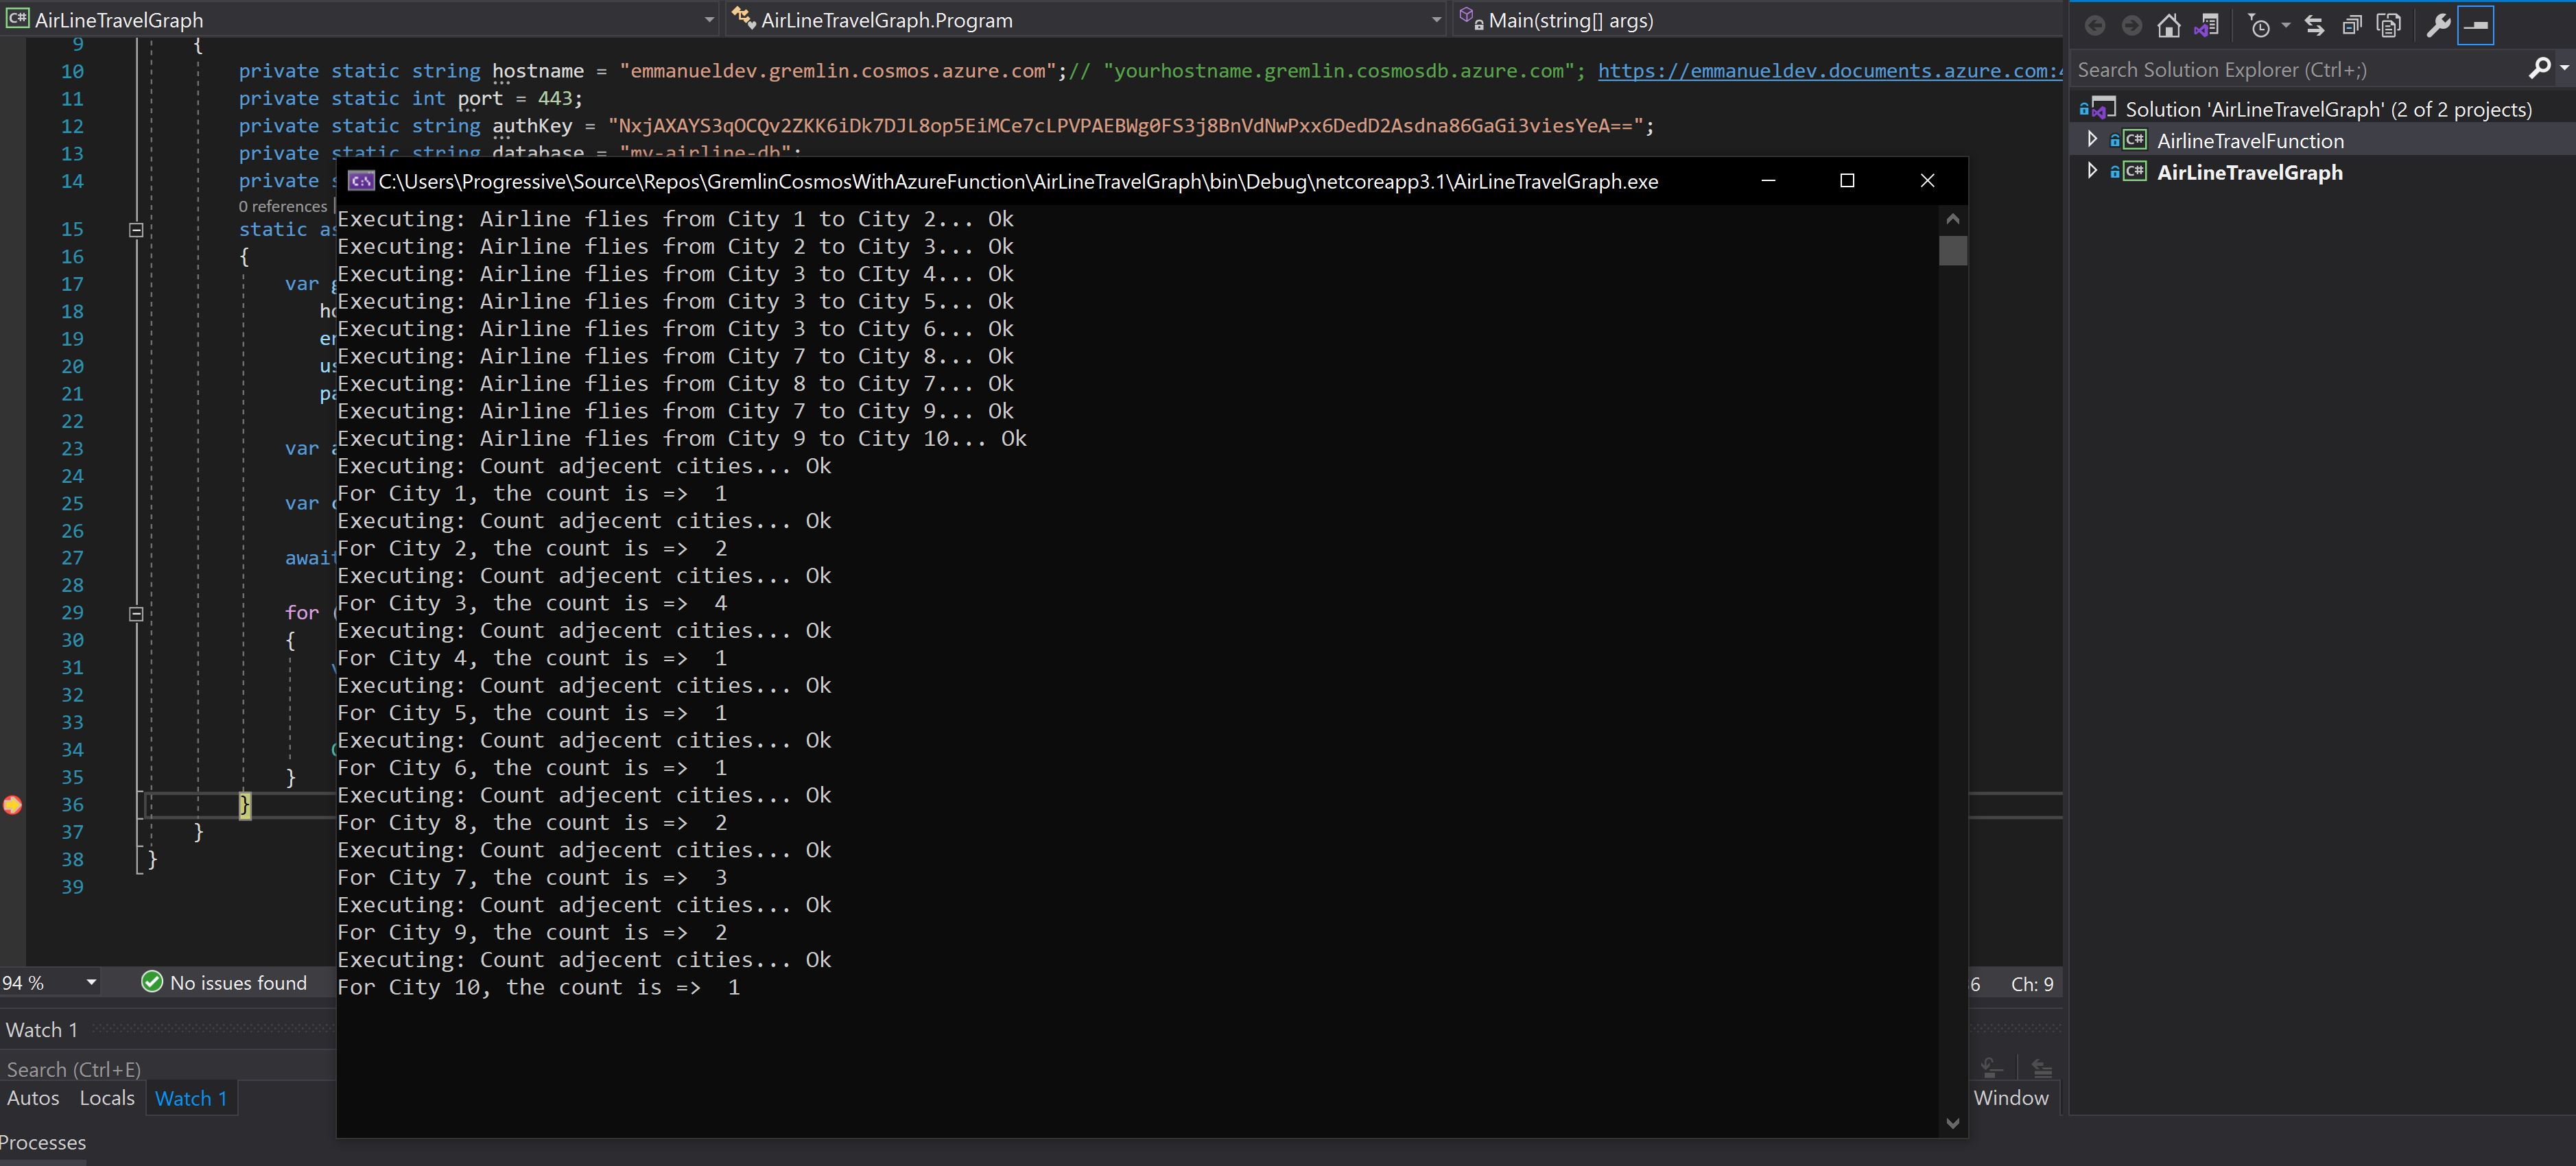 AirLineTravelGraph
AirLineTravelGraph.Program
Main(string[] args)
9 {
10 private static string hostname = "emmanueldev.gremlin.cosmos.azure.com";// "yourhostname.gremlin.cosmosdb.azure.com"; https://emmanueldev.documents.azure.com:4
11 private static int port = 443;
12 private static string authKey = "NxjAXAYS3qOCQv2ZKK6iDk7DJL8op5EiMCe7cLPVPAEBWg0FS3j8BnVdNwPxx6DedD2Asdna86GaGi3viesYeA==";
13 private static string database = "my-airline-db";
14 private s
0 references
15 static as
16 {
17 var g
18 ho
19 en
20 us
21 pa
22
23 var a
24
25 var c
26
27 await
28
29 for (
30 {
31 v
32
33
34 C
35 }
36 }
37 }
38 }
39
C:\Users\Progressive\Source\Repos\GremlinCosmosWithAzureFunction\AirLineTravelGraph\bin\Debug\netcoreapp3.1\AirLineTravelGraph.exe
Executing: Airline flies from City 1 to City 2... Ok
Executing: Airline flies from City 2 to City 3... Ok
Executing: Airline flies from City 3 to CIty 4... Ok
Executing: Airline flies from City 3 to City 5... Ok
Executing: Airline flies from City 3 to City 6... Ok
Executing: Airline flies from City 7 to City 8... Ok
Executing: Airline flies from City 8 to City 7... Ok
Executing: Airline flies from City 7 to City 9... Ok
Executing: Airline flies from City 9 to City 10... Ok
Executing: Count adjecent cities... Ok
For City 1, the count is => 1
Executing: Count adjecent cities... Ok
For City 2, the count is => 2
Executing: Count adjecent cities... Ok
For City 3, the count is => 4
Executing: Count adjecent cities... Ok
For City 4, the count is => 1
Executing: Count adjecent cities... Ok
For City 5, the count is => 1
Executing: Count adjecent cities... Ok
For City 6, the count is => 1
Executing: Count adjecent cities... Ok
For City 8, the count is => 2
Executing: Count adjecent cities... Ok
For City 7, the count is => 3
Executing: Count adjecent cities... Ok
For City 9, the count is => 2
Executing: Count adjecent cities... Ok
For City 10, the count is => 1
94 %
No issues found
6 Ch: 9
Watch 1
Search (Ctrl+E)
Autos Locals Watch 1
Window
Processes
Search Solution Explorer (Ctrl+;)
Solution 'AirLineTravelGraph' (2 of 2 projects)
C# AirlineTravelFunction
C# AirLineTravelGraph